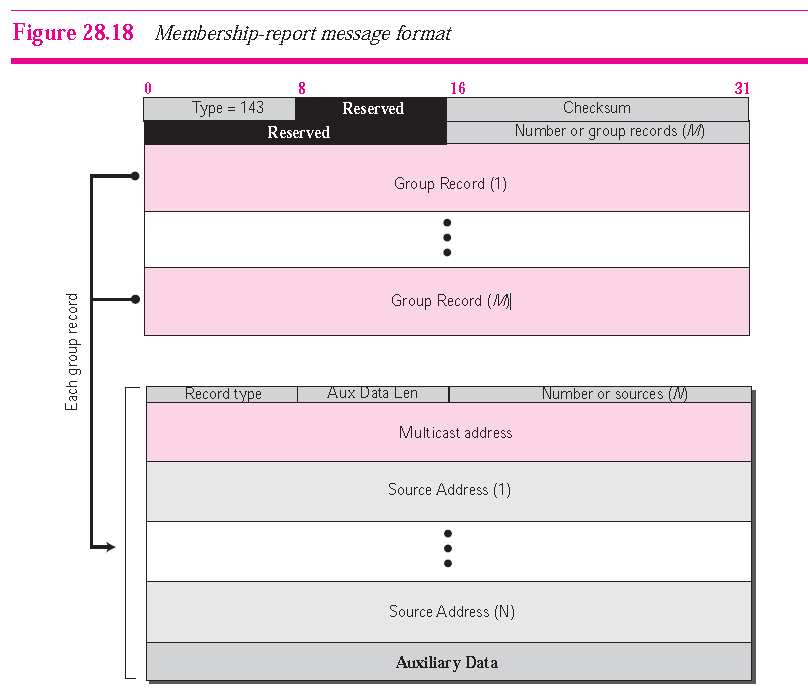 Figure 28.18 Membership-report message format
0 8 16 31
Type = 143 Reserved Checksum
Reserved Number or group records (M)
Group Record (1)
Group Record (M)
Each group record
Record type Aux Data Len Number or sources (N)
Multicast address
Source Address (1)
Source Address (N)
Auxiliary Data